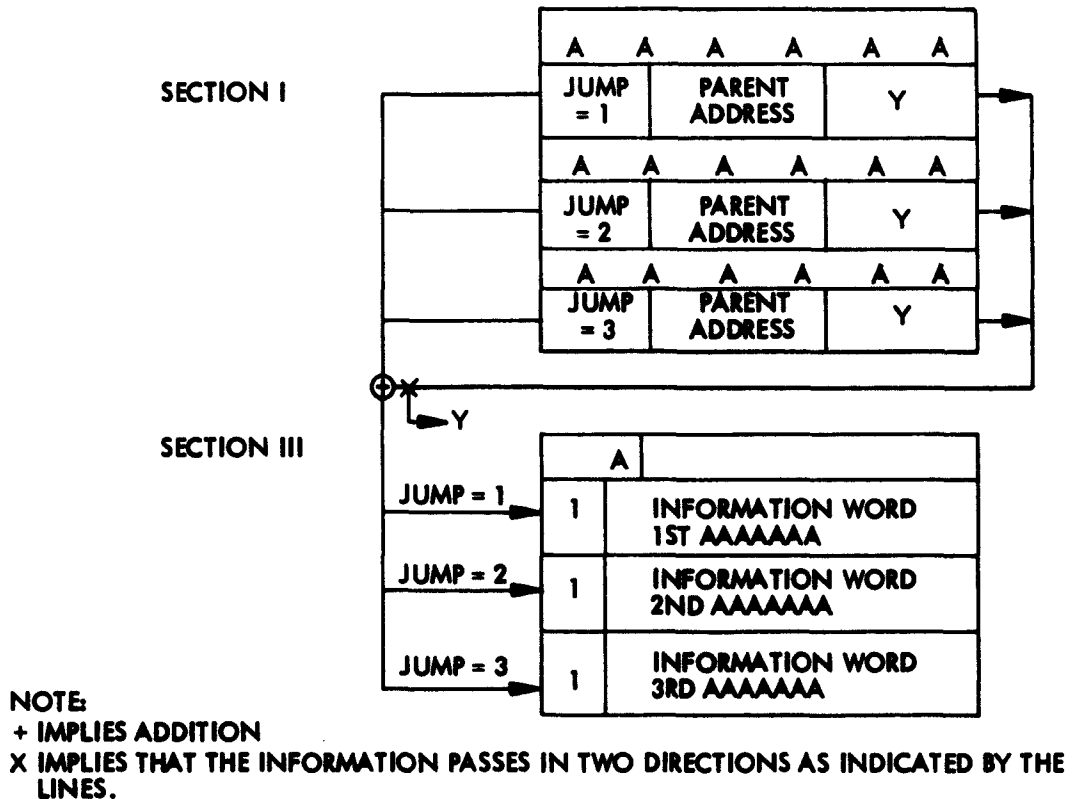 SECTION I
A A A A A A
JUMP = 1
PARENT ADDRESS
Y
A A A A A A
JUMP = 2
PARENT ADDRESS
Y
A A A A A A
JUMP = 3
PARENT ADDRESS
Y
+ X
Y
SECTION III
A
JUMP = 1
1
INFORMATION WORD
1ST AAAAAAA
JUMP = 2
1
INFORMATION WORD
2ND AAAAAAA
JUMP = 3
1
INFORMATION WORD
3RD AAAAAAA
NOTE:
+ IMPLIES ADDITION
X IMPLIES THAT THE INFORMATION PASSES IN TWO DIRECTIONS AS INDICATED BY THE
LINES.